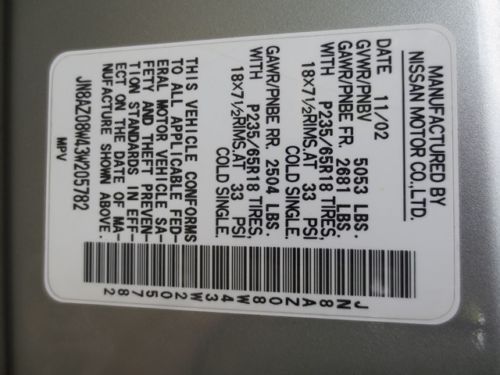 MANUFACTURED BY
NISSAN MOTOR CO.,LTD.
DATE 11/02
GVWR/PNBV 5053 LBS.
GAWR/PNBE FR. 2681 LBS.
WITH P235/65R18 TIRES,
18X7½RIMS.AT 33 PSI
COLD SINGLE.
GAWR/PNBE RR. 2504 LBS.
WITH P235/65R18 TIRES,
18X7½RIMS.AT 33 PSI
COLD SINGLE.
THIS VEHICLE CONFORMS
TO ALL APPLICABLE FED-
ERAL MOTOR VEHICLE SA-
FETY AND THEFT PREVEN-
TION STANDARDS IN EFF-
ECT ON THE DATE OF MA-
NUFACTURE SHOWN ABOVE.
JN8AZ08W43W205782
MPV
JN8AZ08W43W205782